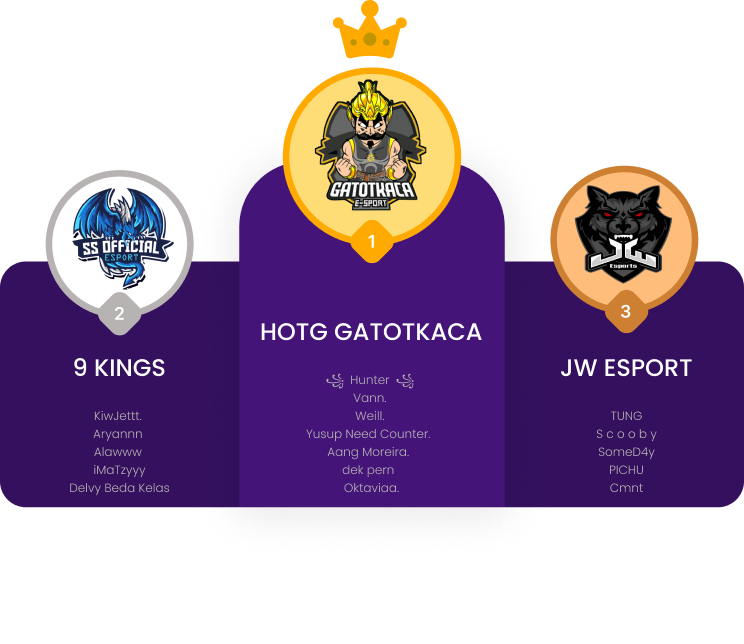 GATOTKACA
E-SPORT
1
SS OFFICIAL
ESPORT
2
JW
Esports
3
HOTG GATOTKACA
꧁ Hunter ꧂
Vann.
Weill.
Yusup Need Counter.
Aang Moreira.
dek pern
Oktaviaa.
9 KINGS
KiwJettt.
Aryannn
Alawww
iMaTzyyy
Delvy Beda Kelas
JW ESPORT
TUNG
S c o o b y
SomeD4y
PICHU
Cmnt